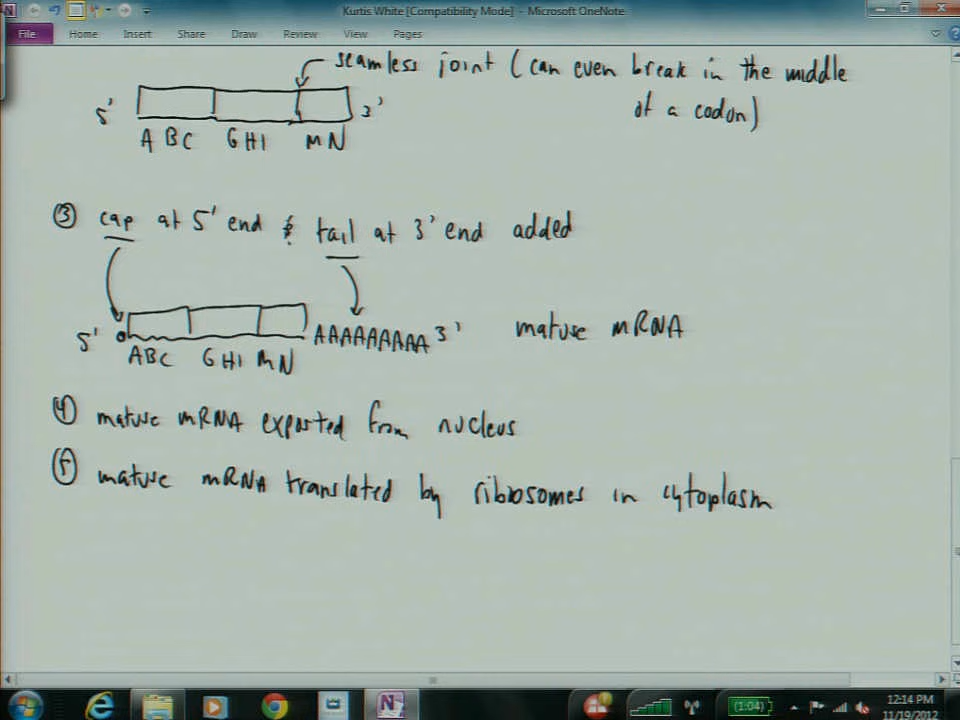 Kurtis White [Compatibility Mode] - Microsoft OneNote
File Home Insert Share Draw Review View Pages
seamless joint (can even break in the middle
of a codon)
5' 3'
ABC GHI MN
③ cap at 5' end & tail at 3' end added
5' AAAAAAAAA 3' mature mRNA
ABC GHI MN
④ mature mRNA exported from nucleus
⑤ mature mRNA translated by ribosomes in cytoplasm
(1:04)
12:14 PM
11/19/2012